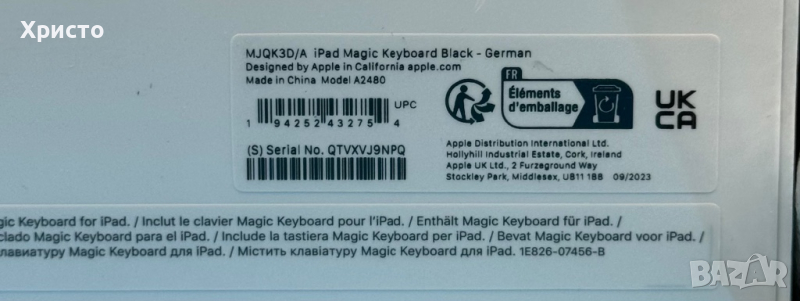 Христо
MJQK3D/A iPad Magic Keyboard Black - German
Designed by Apple in California apple.com
Made in China Model A2480
UPC
1 94252 43275 4
(S) Serial No. QTVXVJ9NPQ
FR
Éléments
d'emballage
UK
CA
Apple Distribution International Ltd.
Hollyhill Industrial Estate, Cork, Ireland
Apple UK Ltd., 2 Furzeground Way
Stockley Park, Middlesex, UB11 1BB 09/2023
Keyboard for iPad. / Inclut le clavier Magic Keyboard pour l'iPad. / Enthält Magic Keyboard für iPad. /
Magic Keyboard para el iPad. / Include la tastiera Magic Keyboard per iPad. / Bevat Magic Keyboard voor iPad. /
Magic Keyboard для iPad. / Містить клавіатуру Magic Keyboard для iPad. 1E826-07456-B
BAZAR